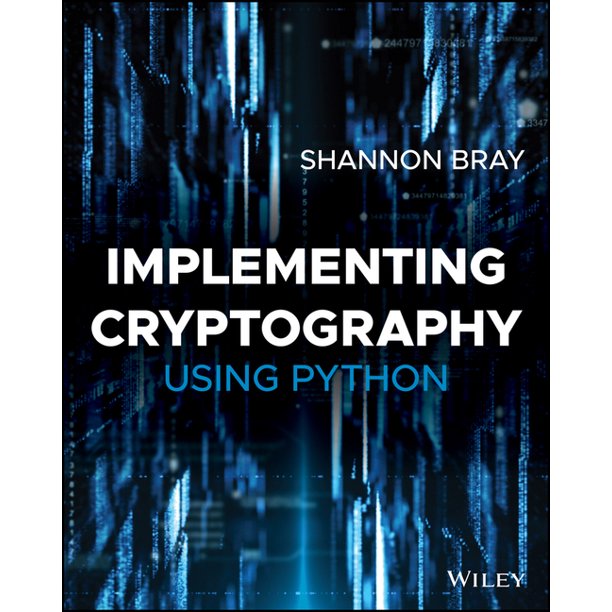 SHANNON BRAY
IMPLEMENTING
CRYPTOGRAPHY
USING PYTHON
WILEY